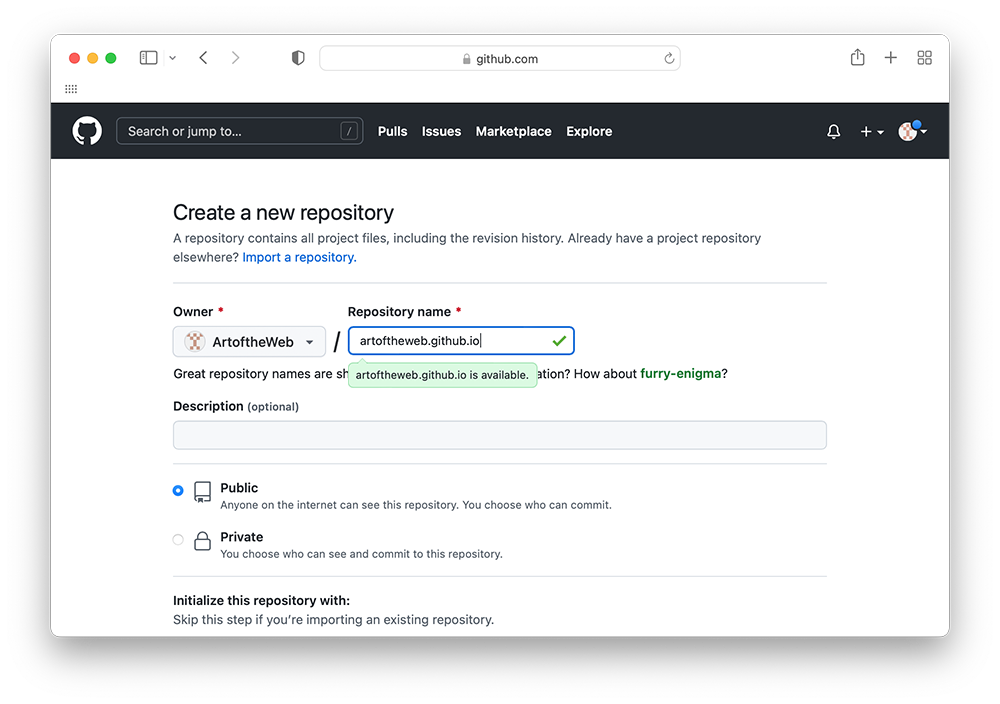 github.com
Search or jump to... /
Pulls Issues Marketplace Explore
Create a new repository
A repository contains all project files, including the revision history. Already have a project repository
elsewhere? Import a repository.
Owner * Repository name *
ArtoftheWeb / artoftheweb.github.io
Great repository names are sh artoftheweb.github.io is available. ation? How about furry-enigma?
Description (optional)
Public
Anyone on the internet can see this repository. You choose who can commit.
Private
You choose who can see and commit to this repository.
Initialize this repository with:
Skip this step if you’re importing an existing repository.